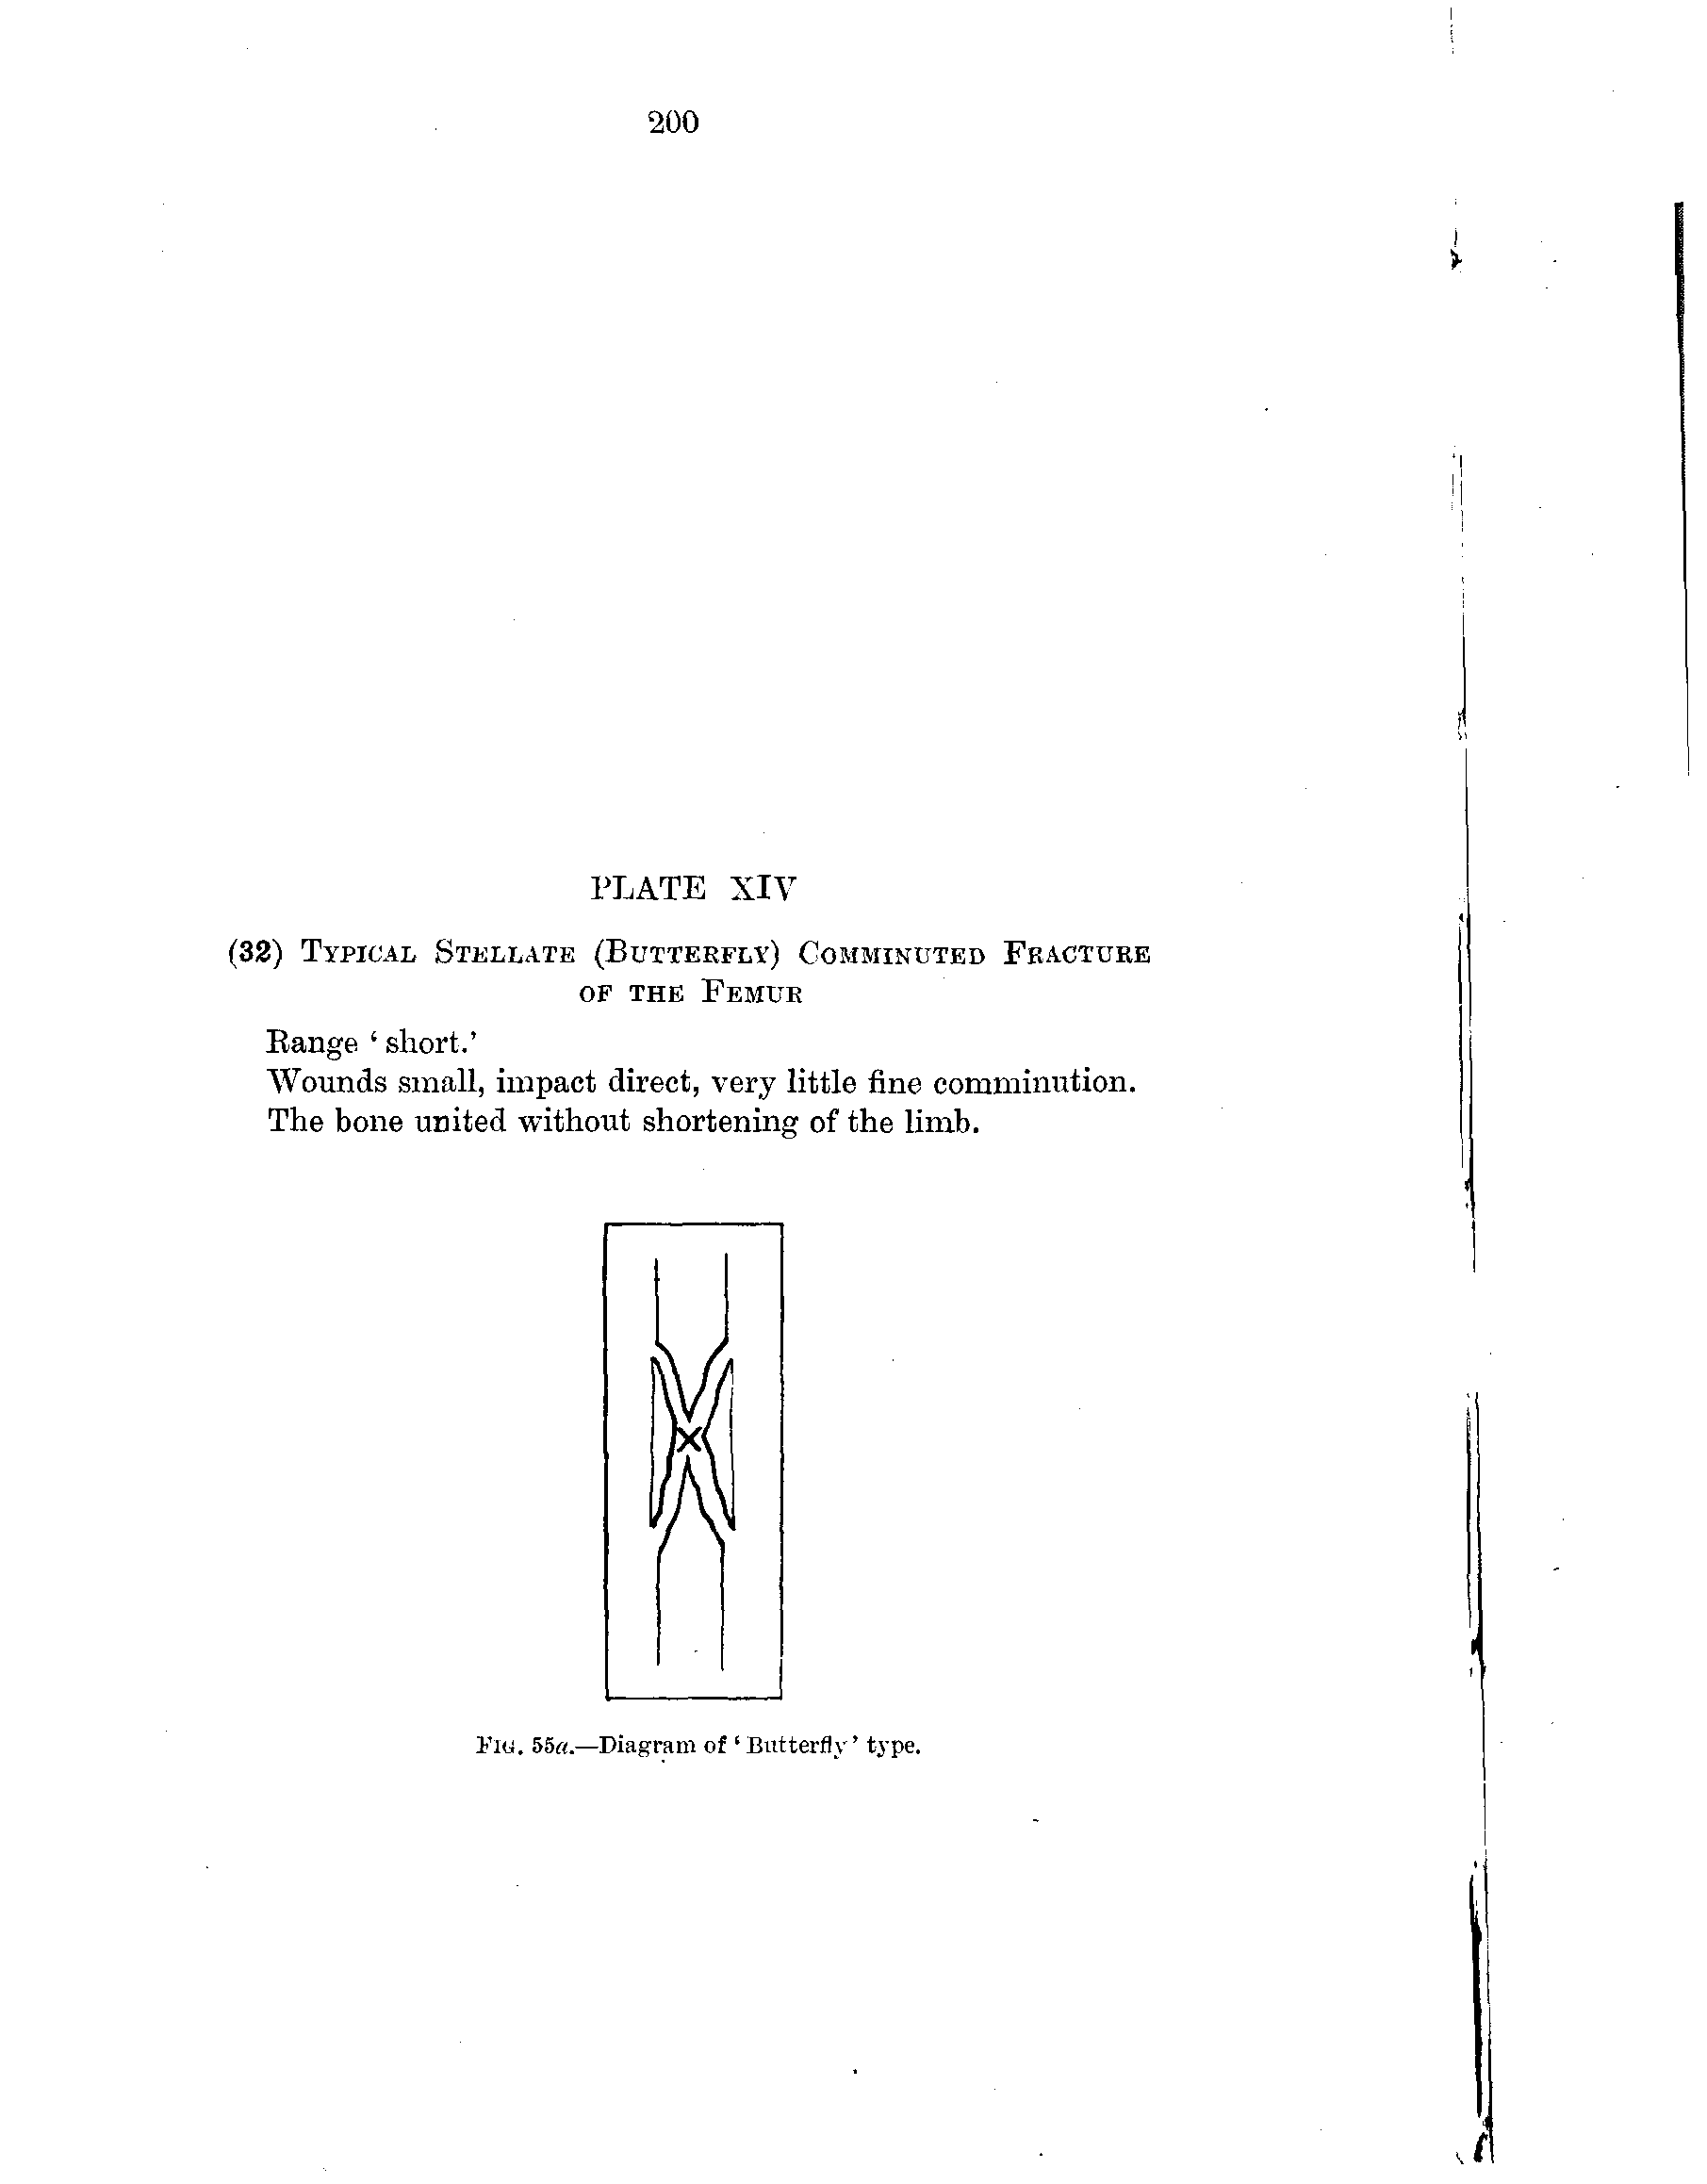 200
PLATE XIV
(32) TYPICAL STELLATE (BUTTERFLY) COMMINUTED FRACTURE
OF THE FEMUR
Range ‘ short.’
Wounds small, impact direct, very little fine comminution.
The bone united without shortening of the limb.
FIG. 55a.—Diagram of ‘ Butterfly ’ type.